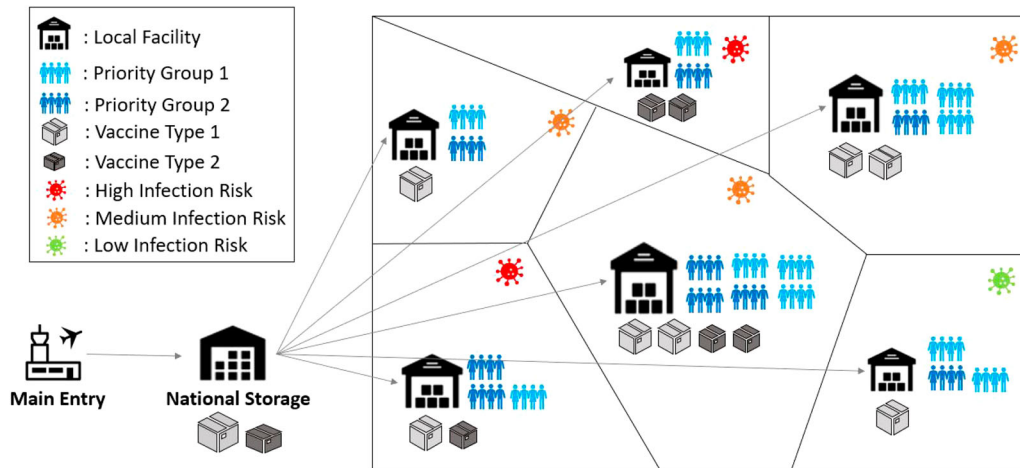 : Local Facility
: Priority Group 1
: Priority Group 2
: Vaccine Type 1
: Vaccine Type 2
: High Infection Risk
: Medium Infection Risk
: Low Infection Risk
Main Entry
National Storage